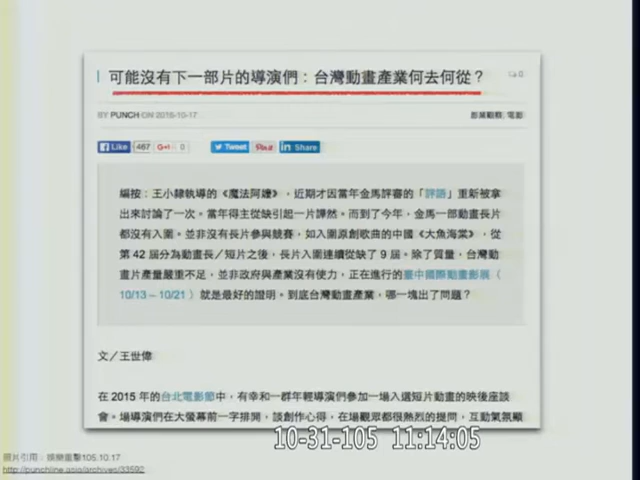 可能沒有下一部片的導演們：台灣動畫產業何去何從？
0
BY PUNCH ON 2016-10-17
影業觀察, 電影
Like 467 G+1 0 Tweet Pin it Share
編按：王小棣執導的《魔法阿嬤》，近期才因當年金馬評審的「評語」重新被拿
出來討論了一次。當年得主從缺引起一片譁然。而到了今年，金馬一部動畫長片
都沒有入圍。並非沒有長片參與競賽，如入圍原創歌曲的中國《大魚海棠》，從
第 42 屆分為動畫長／短片之後，長片入圍連續從缺了 9 屆。除了質量，台灣動
畫片產量嚴重不足，並非政府與產業沒有使力，正在進行的臺中國際動畫影展（
10/13 – 10/21 ）就是最好的證明。到底台灣動畫產業，哪一塊出了問題？
文／王世偉
在 2015 年的台北電影節中，有幸和一群年輕導演們參加一場入選短片動畫的映後座談
會。場導演們在大螢幕前一字排開，談創作心得，在場觀眾都很熱烈的提問，互動氣氛顯
10-31-105 11:14:05
照片引用：娛樂重擊105.10.17
http://punchline.asia/archives/33592